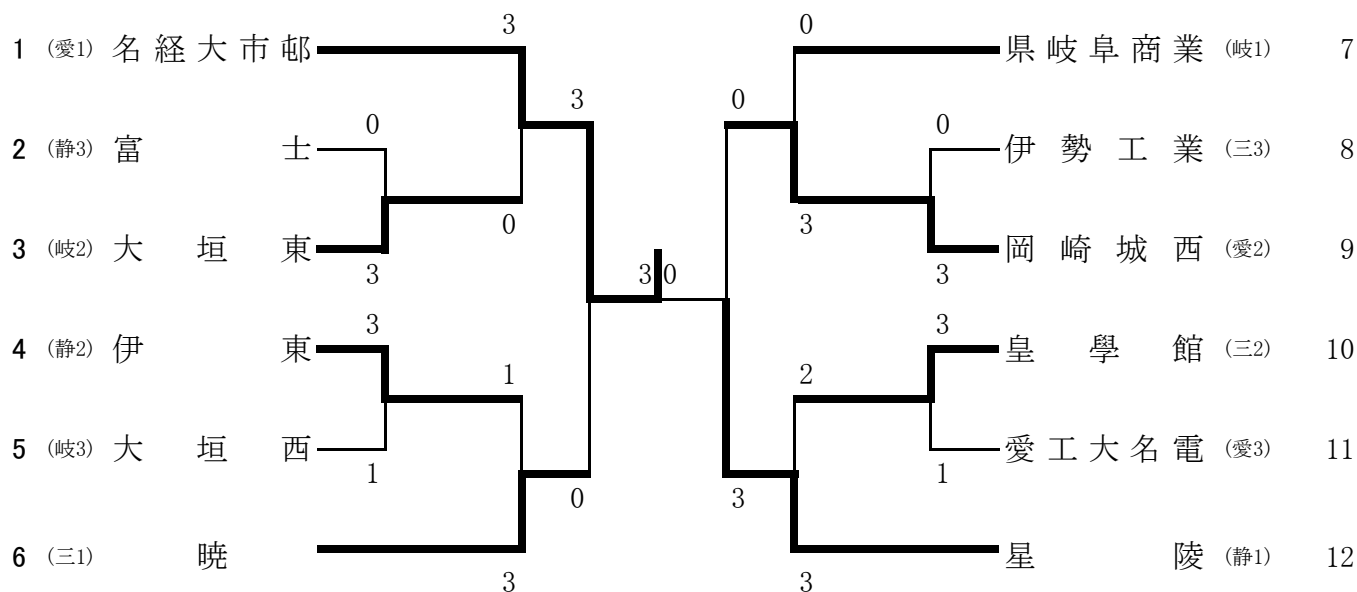 3 0
1 (愛1) 名経大市邨 県岐阜商業 (岐1) 7
3 0
0 0
2 (静3) 富士 伊勢工業 (三3) 8
0 3
3 (岐2) 大垣東 岡崎城西 (愛2) 9
3 3 0 3
3 3
4 (静2) 伊東 皇學館 (三2) 10
1 2
5 (岐3) 大垣西 愛工大名電 (愛3) 11
1 1
0 3
6 (三1) 暁 星陵 (静1) 12
3 3